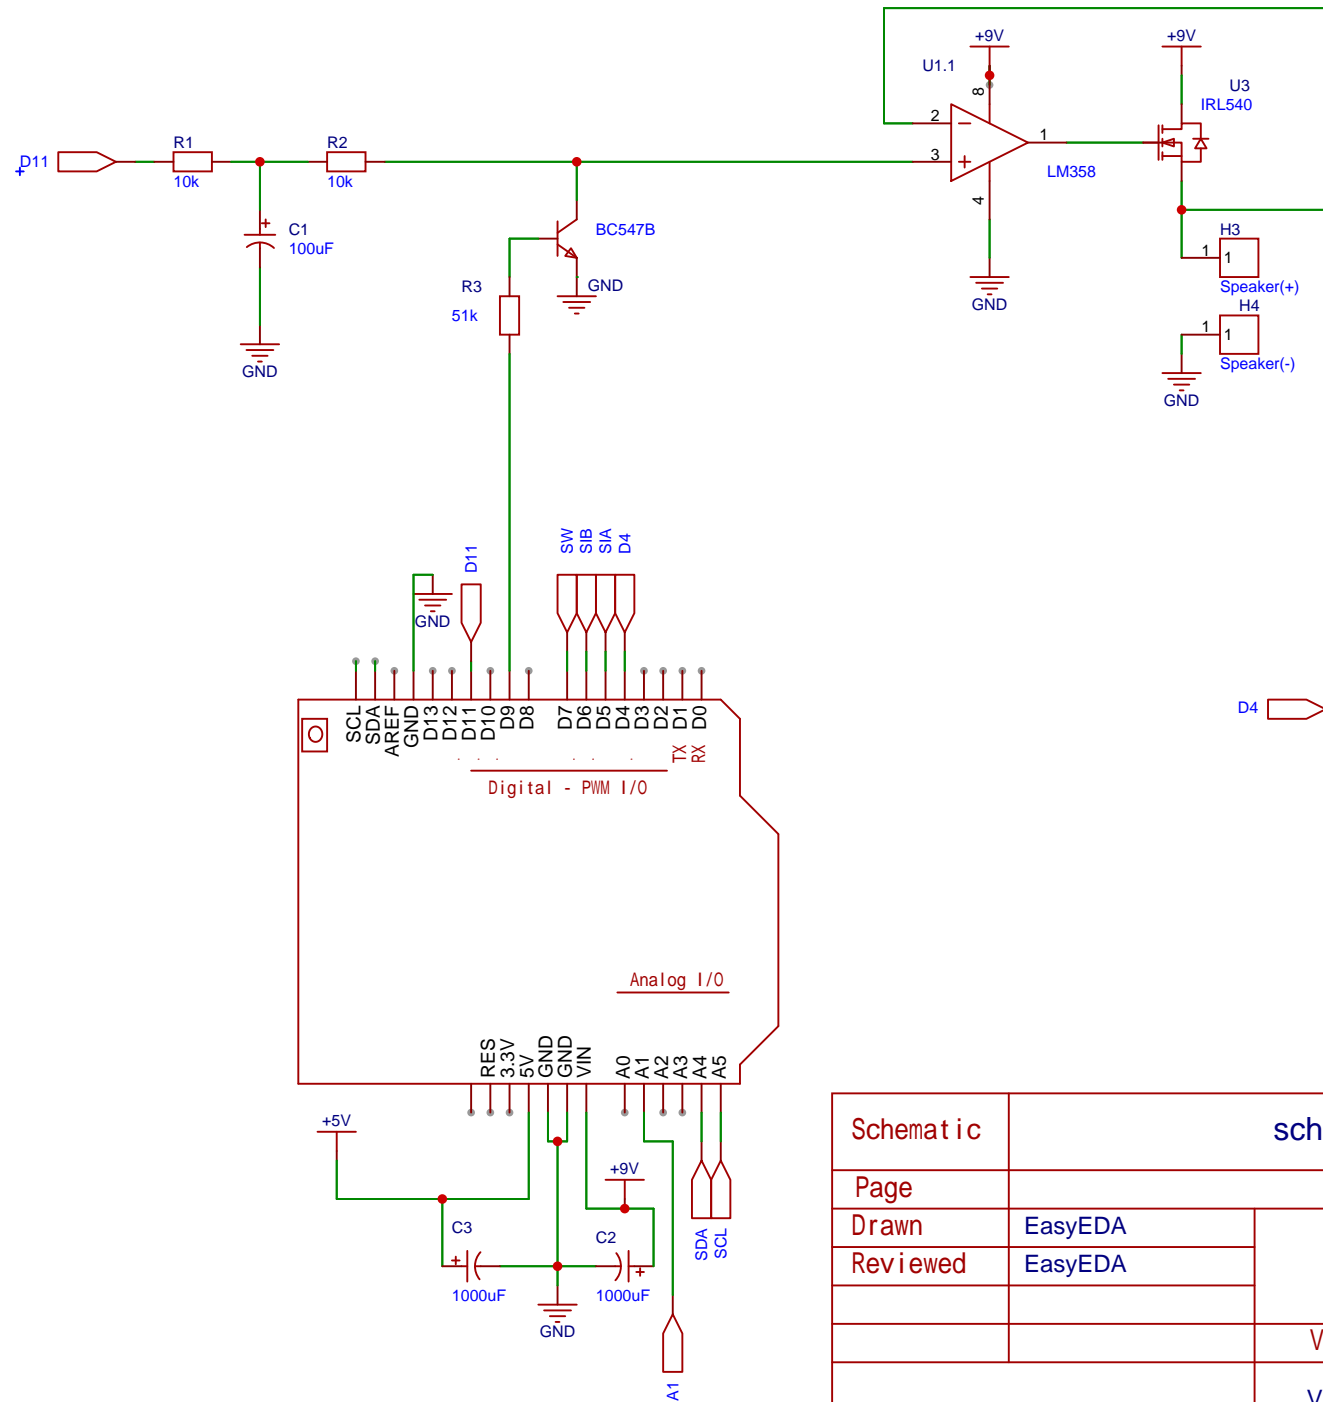 +9V
+9V
U1.1
8
U3
IRL540
2
1
3
LM358
4
GND
D11
R1
10k
R2
10k
C1
100uF
GND
BC547B
GND
R3
51k
H3
1
1
Speaker(+)
H4
1
1
Speaker(-)
GND
D11
SW
SIB
SIA
D4
GND
SCL
SDA
AREF
GND
D13
D12
D11
D10
D9
D8
D7
D6
D5
D4
D3
D2
D1
D0
TX
RX
Digital - PWM I/O
D4
Analog I/O
RES
3.3V
5V
GND
GND
VIN
A0
A1
A2
A3
A4
A5
+5V
+9V
C3
1000uF
C2
1000uF
GND
SDA
SCL
A1
Schematic
sch
Page
Drawn
EasyEDA
Reviewed
EasyEDA
V
V